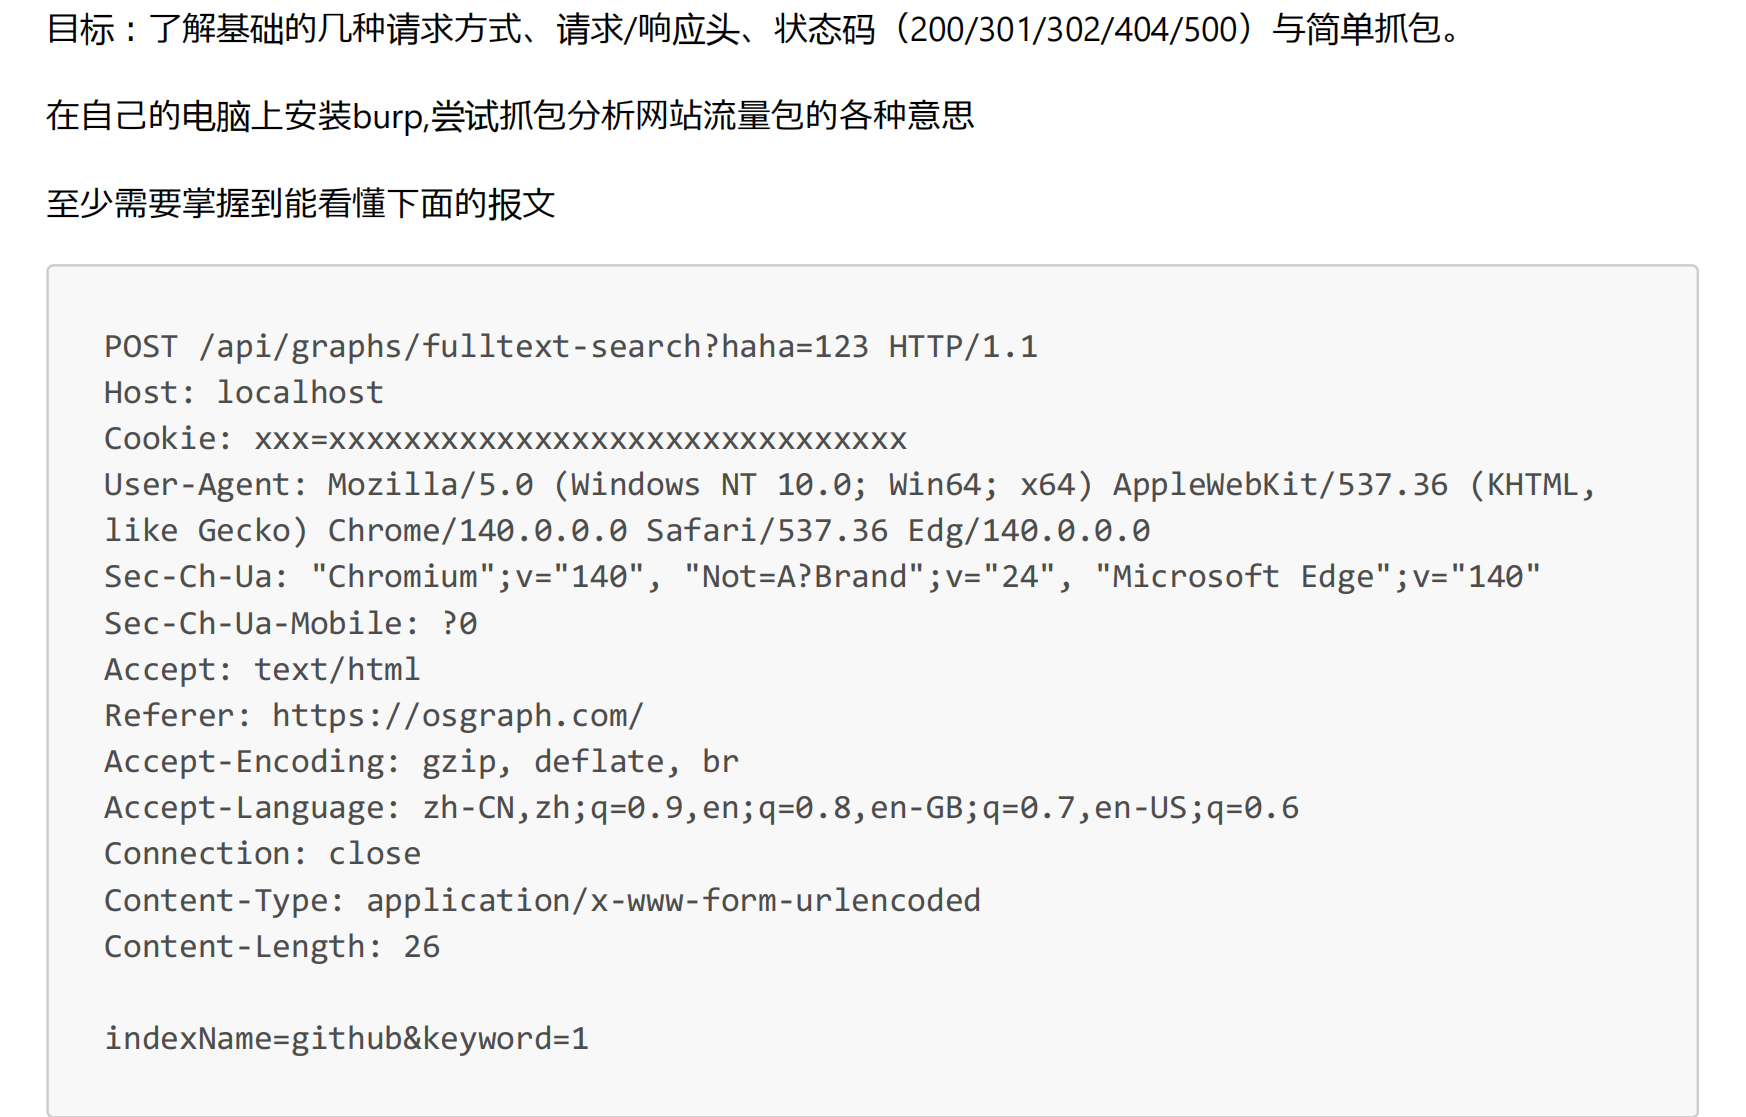 目标：了解基础的几种请求方式、请求/响应头、状态码（200/301/302/404/500）与简单抓包。
在自己的电脑上安装burp,尝试抓包分析网站流量包的各种意思
至少需要掌握到能看懂下面的报文
POST /api/graphs/fulltext-search?haha=123 HTTP/1.1
Host: localhost
Cookie: xxx=xxxxxxxxxxxxxxxxxxxxxxxxxxxxxxx
User-Agent: Mozilla/5.0 (Windows NT 10.0; Win64; x64) AppleWebKit/537.36 (KHTML,
like Gecko) Chrome/140.0.0.0 Safari/537.36 Edg/140.0.0.0
Sec-Ch-Ua: "Chromium";v="140", "Not=A?Brand";v="24", "Microsoft Edge";v="140"
Sec-Ch-Ua-Mobile: ?0
Accept: text/html
Referer: https://osgraph.com/
Accept-Encoding: gzip, deflate, br
Accept-Language: zh-CN,zh;q=0.9,en;q=0.8,en-GB;q=0.7,en-US;q=0.6
Connection: close
Content-Type: application/x-www-form-urlencoded
Content-Length: 26
indexName=github&keyword=1